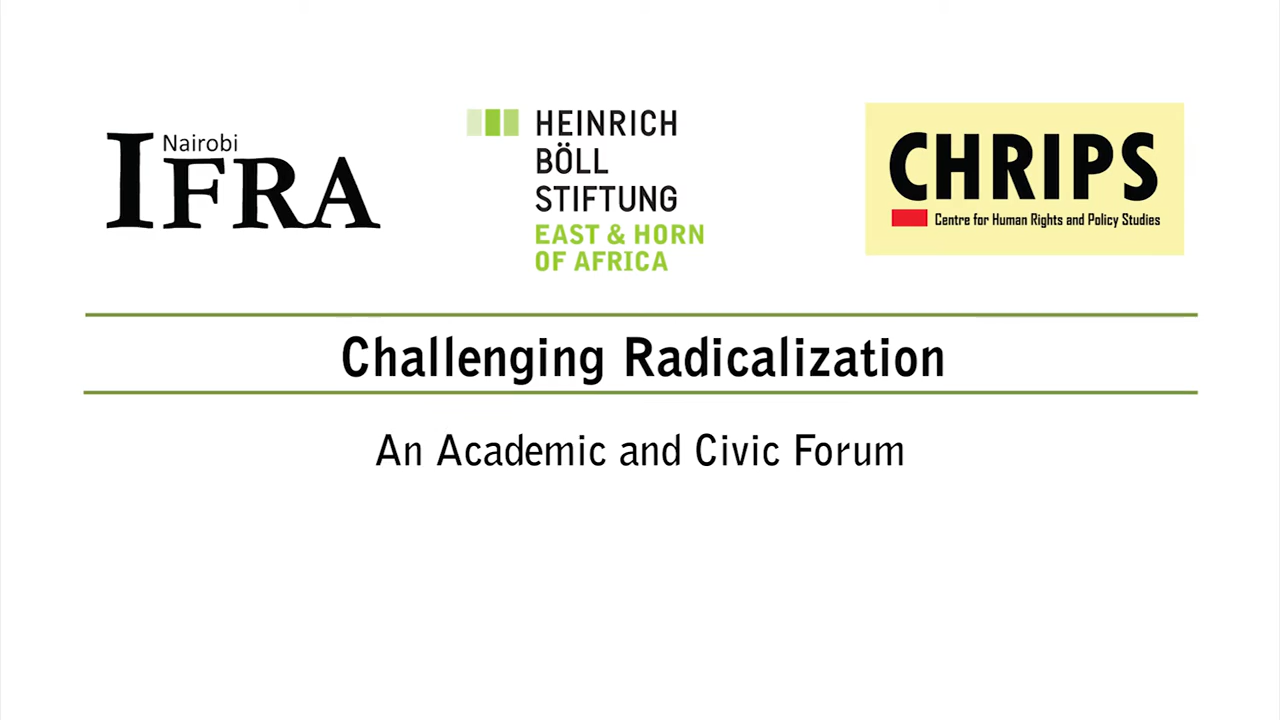 Nairobi
IFRA
HEINRICH
BÖLL
STIFTUNG
EAST & HORN
OF AFRICA
CHRIPS
Centre for Human Rights and Policy Studies
Challenging Radicalization
An Academic and Civic Forum